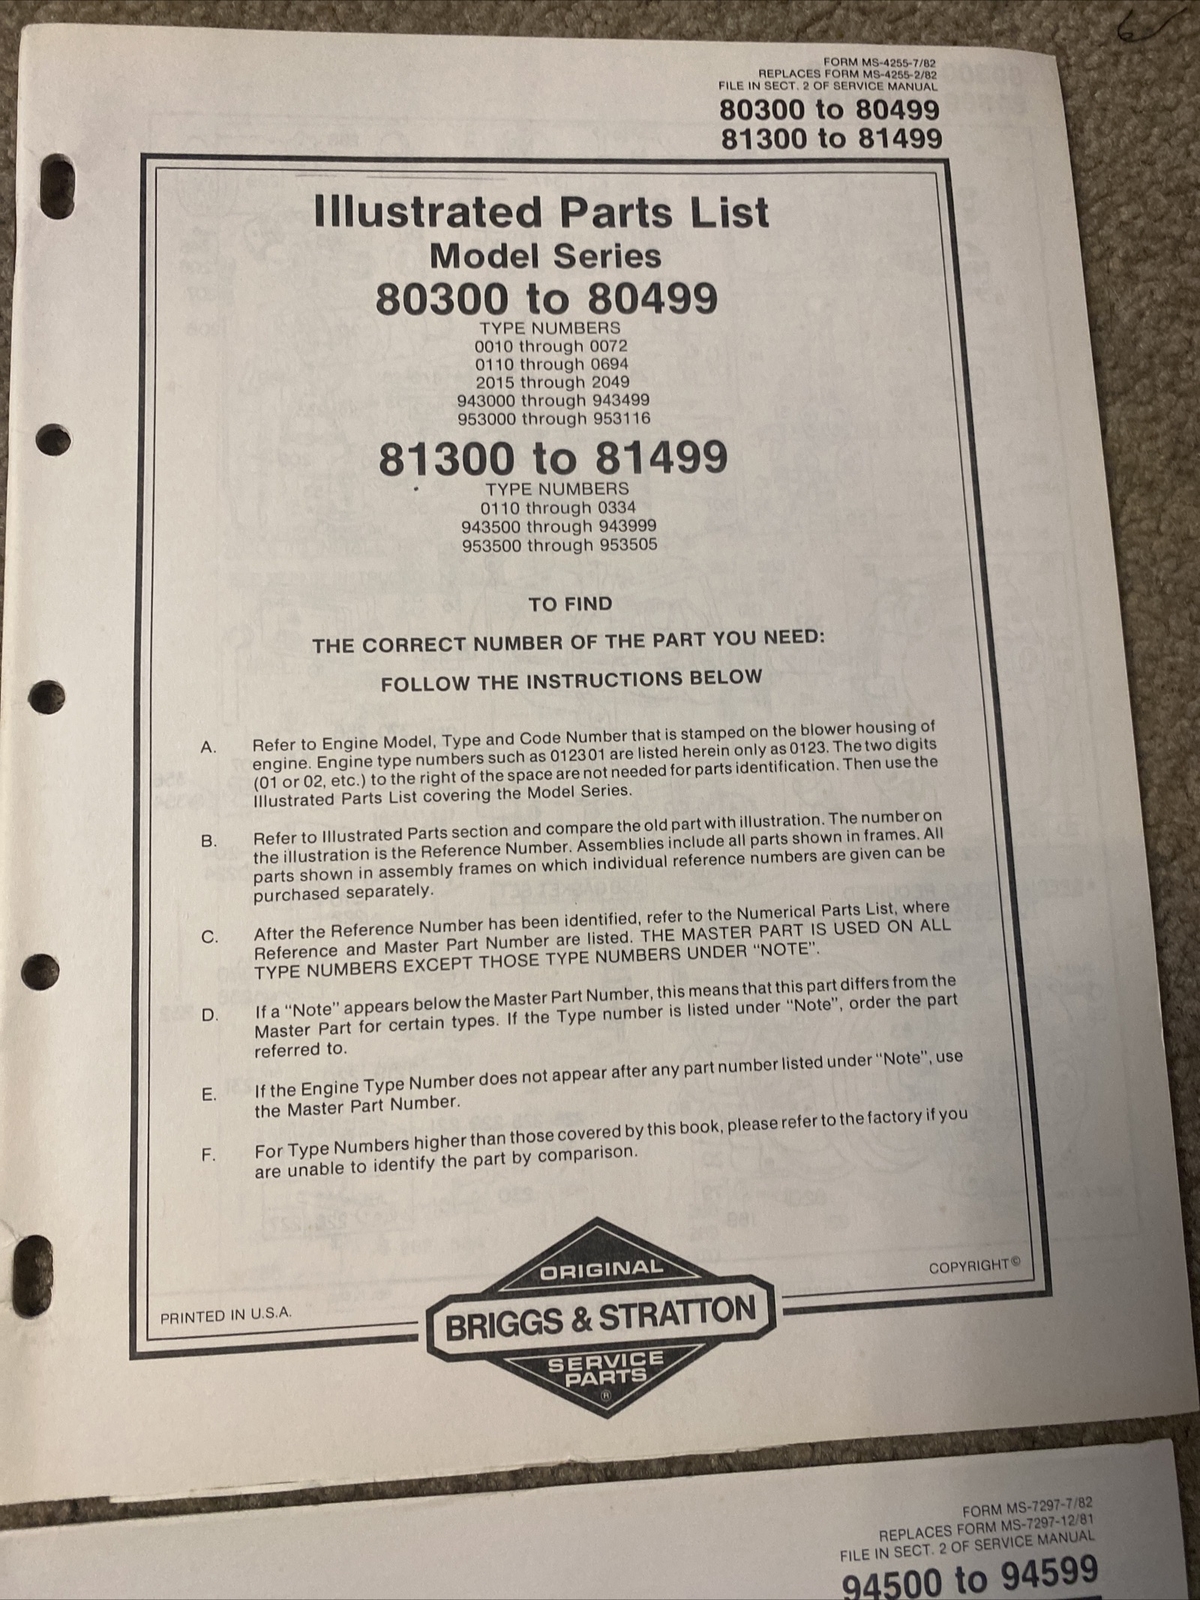 FORM MS-4255-7/82
REPLACES FORM MS-4255-2/82
FILE IN SECT. 2 OF SERVICE MANUAL
80300 to 80499
81300 to 81499
Illustrated Parts List
Model Series
80300 to 80499
TYPE NUMBERS
0010 through 0072
0110 through 0694
2015 through 2049
943000 through 943499
953000 through 953116
81300 to 81499
TYPE NUMBERS
0110 through 0334
943500 through 943999
953500 through 953505
TO FIND
THE CORRECT NUMBER OF THE PART YOU NEED:
FOLLOW THE INSTRUCTIONS BELOW
A. Refer to Engine Model, Type and Code Number that is stamped on the blower housing of
engine. Engine type numbers such as 012301 are listed herein only as 0123. The two digits
(01 or 02, etc.) to the right of the space are not needed for parts identification. Then use the
Illustrated Parts List covering the Model Series.
B. Refer to Illustrated Parts section and compare the old part with illustration. The number on
the illustration is the Reference Number. Assemblies include all parts shown in frames. All
parts shown in assembly frames on which individual reference numbers are given can be
purchased separately.
C. After the Reference Number has been identified, refer to the Numerical Parts List, where
Reference and Master Part Number are listed. THE MASTER PART IS USED ON ALL
TYPE NUMBERS EXCEPT THOSE TYPE NUMBERS UNDER "NOTE".
D. If a "Note" appears below the Master Part Number, this means that this part differs from the
Master Part for certain types. If the Type number is listed under "Note", order the part
referred to.
E. If the Engine Type Number does not appear after any part number listed under "Note", use
the Master Part Number.
F. For Type Numbers higher than those covered by this book, please refer to the factory if you
are unable to identify the part by comparison.
PRINTED IN U.S.A.
COPYRIGHT©
ORIGINAL
BRIGGS & STRATTON
SERVICE
PARTS
®
FORM MS-7297-7/82
REPLACES FORM MS-7297-12/81
FILE IN SECT. 2 OF SERVICE MANUAL
94500 to 94599